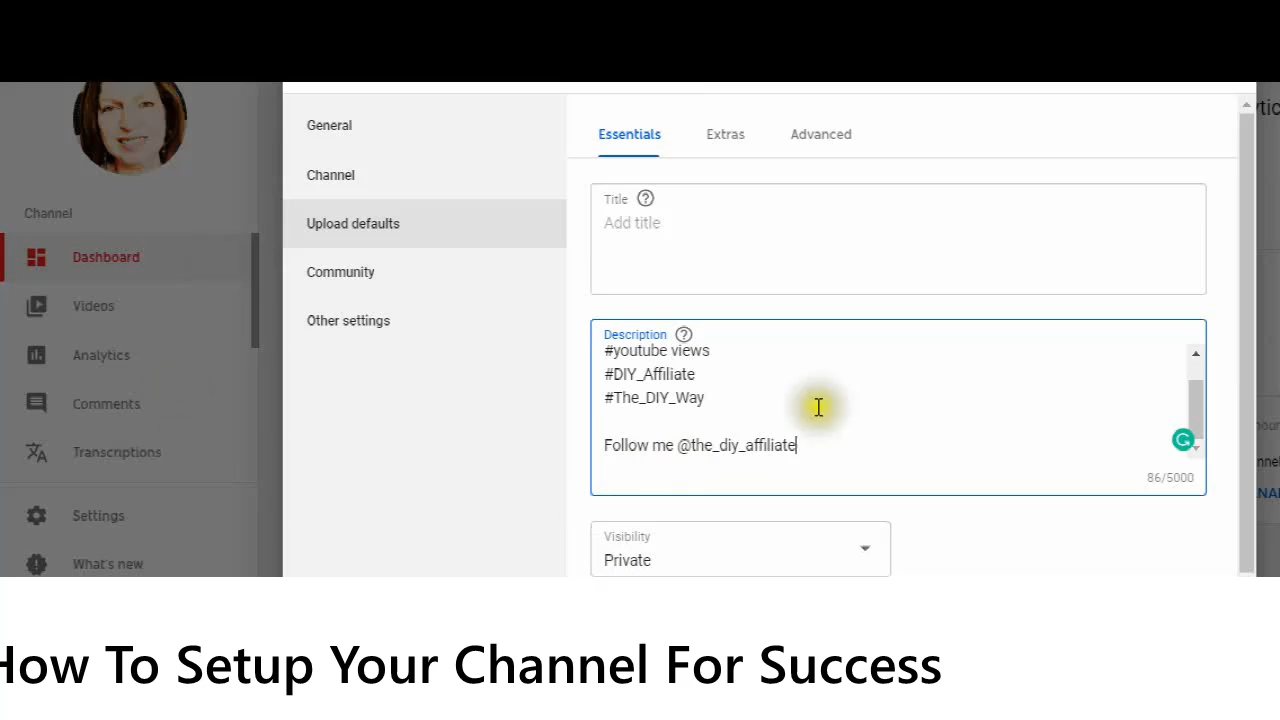 General
Channel
Upload defaults
Community
Other settings
Channel
Dashboard
Videos
Analytics
Comments
Transcriptions
Settings
What's new
Essentials Extras Advanced
Title ?
Add title
Description ?
#youtube views
#DIY_Affiliate
#The_DIY_Way
Follow me @the_diy_affiliate
86/5000
Visibility
Private
How To Setup Your Channel For Success